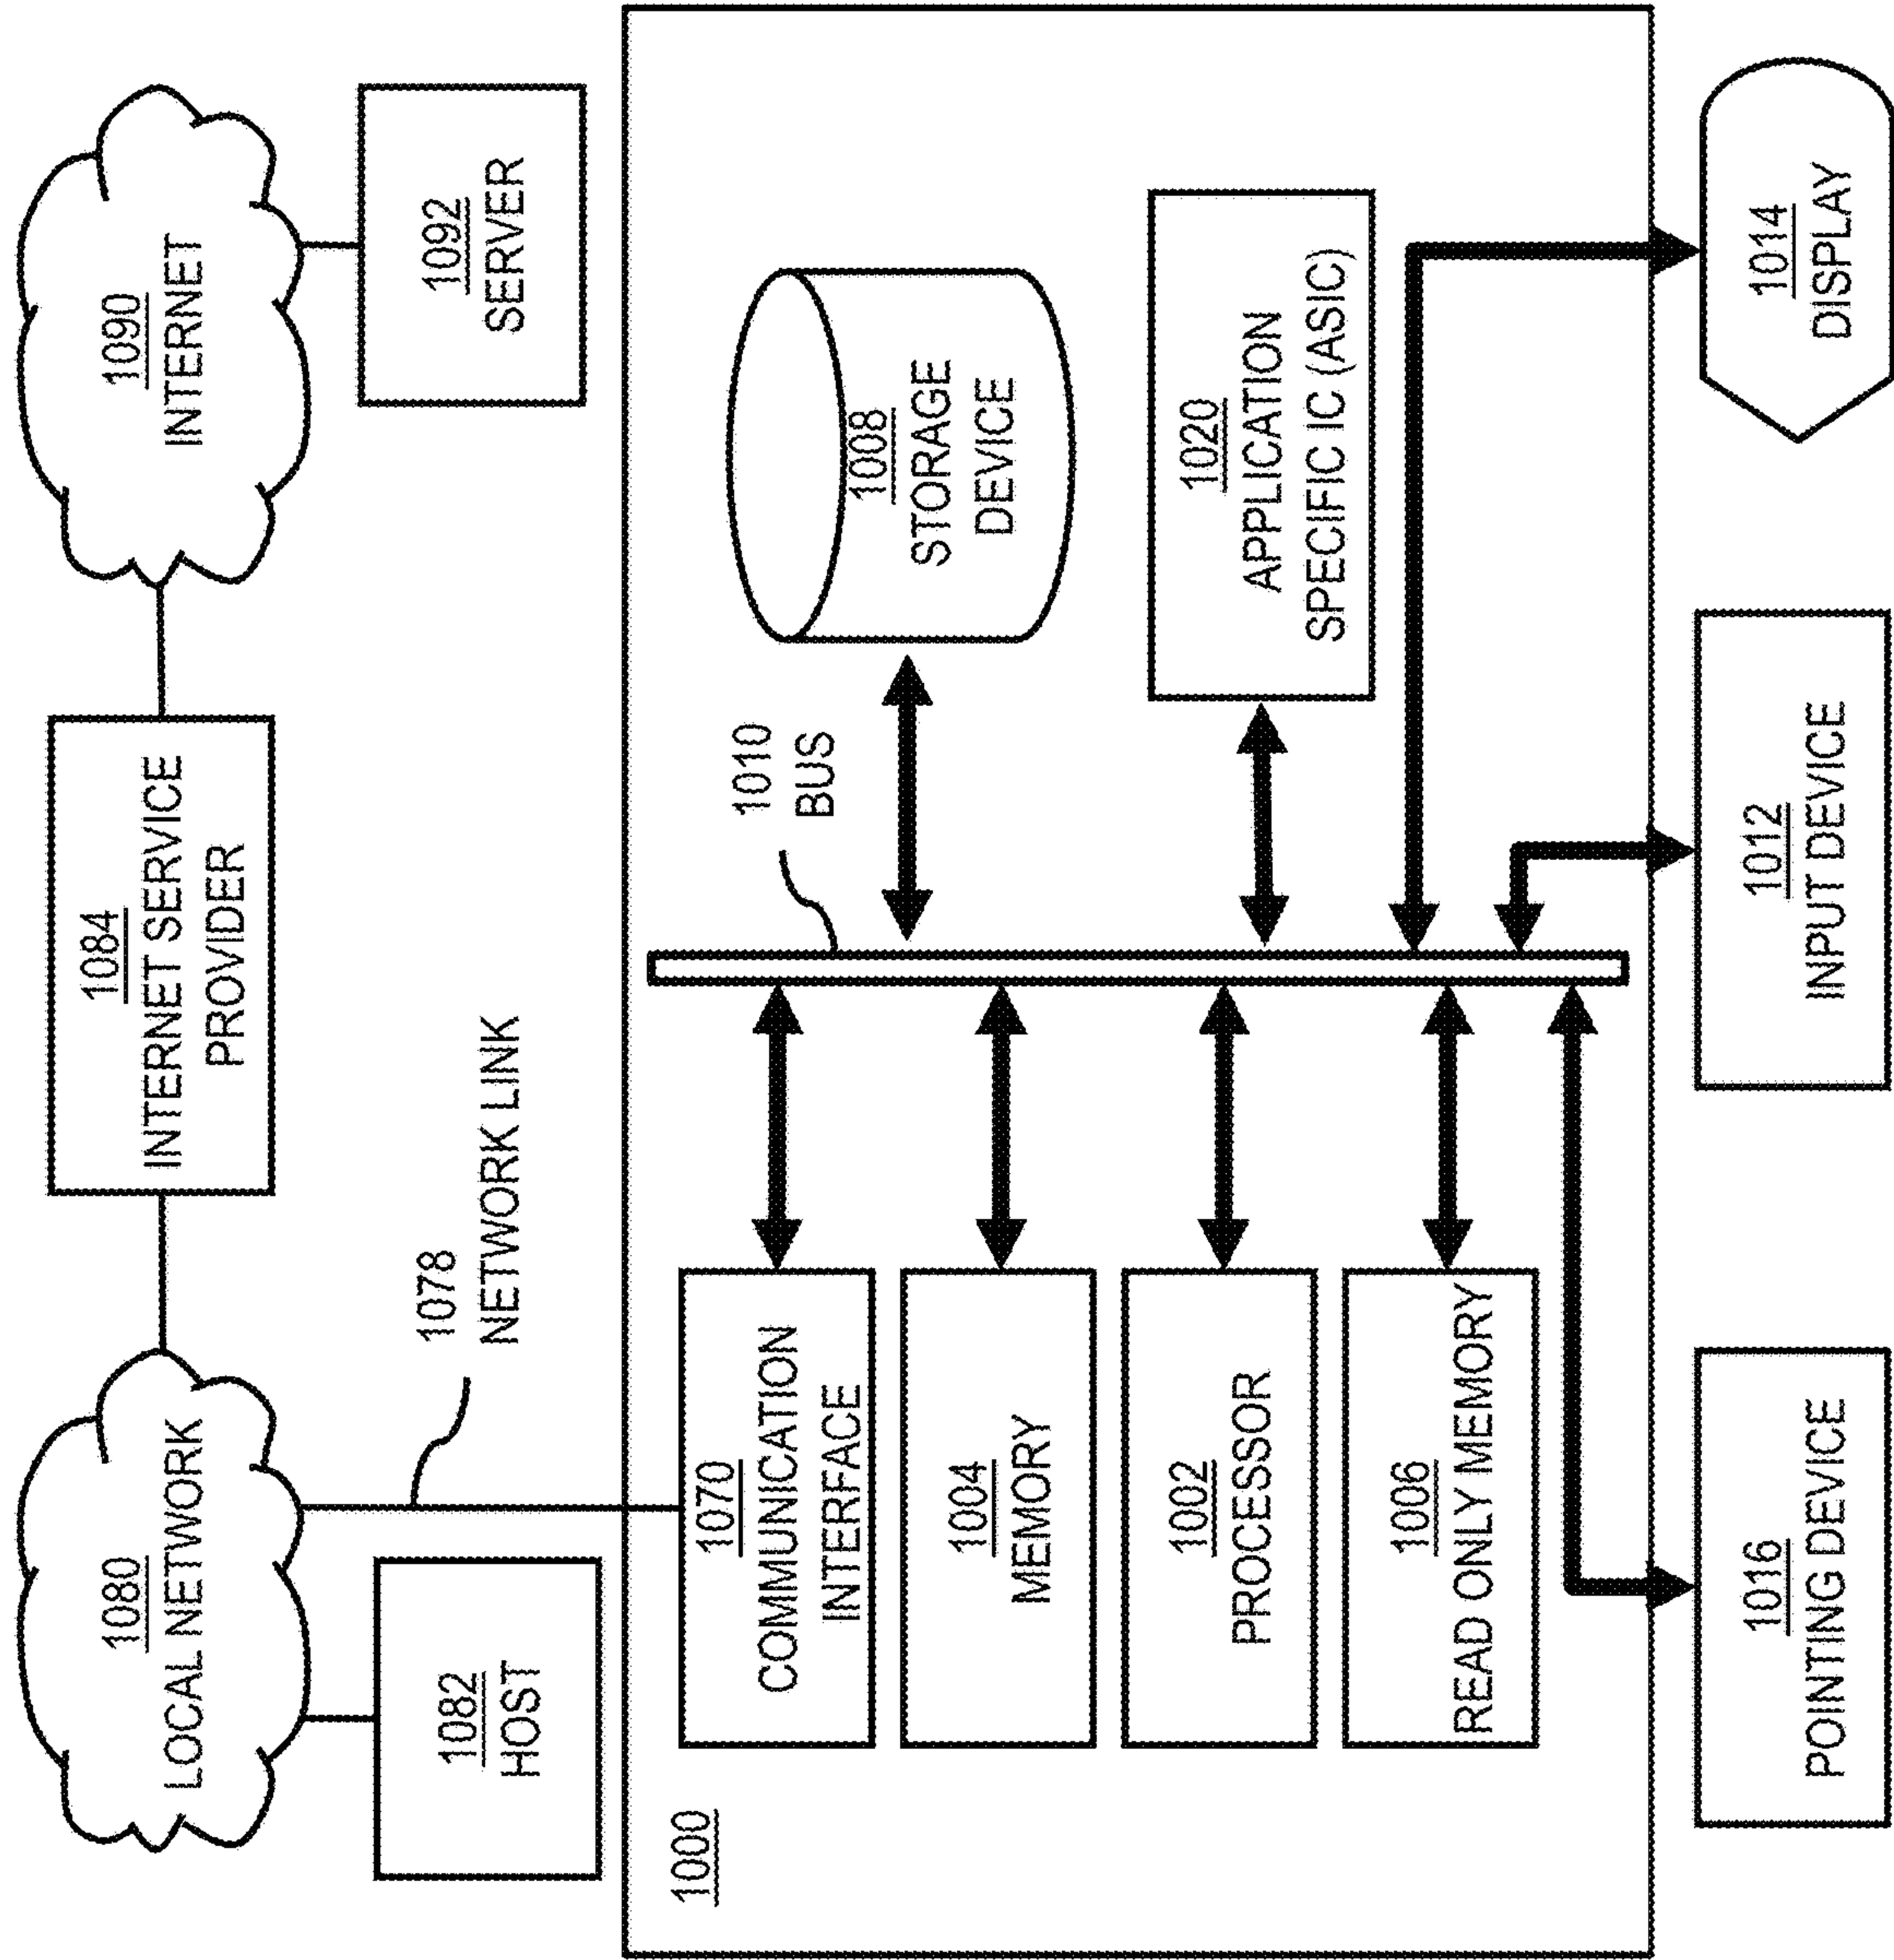 1080
LOCAL NETWORK
1084
INTERNET SERVICE
PROVIDER
1090
INTERNET
1082
HOST
1078
NETWORK LINK
1092
SERVER
1000
1070
COMMUNICATION
INTERFACE
1010
BUS
1008
STORAGE
DEVICE
1004
MEMORY
1002
PROCESSOR
1020
APPLICATION
SPECIFIC IC (ASIC)
1006
READ ONLY MEMORY
1016
POINTING DEVICE
1012
INPUT DEVICE
1014
DISPLAY